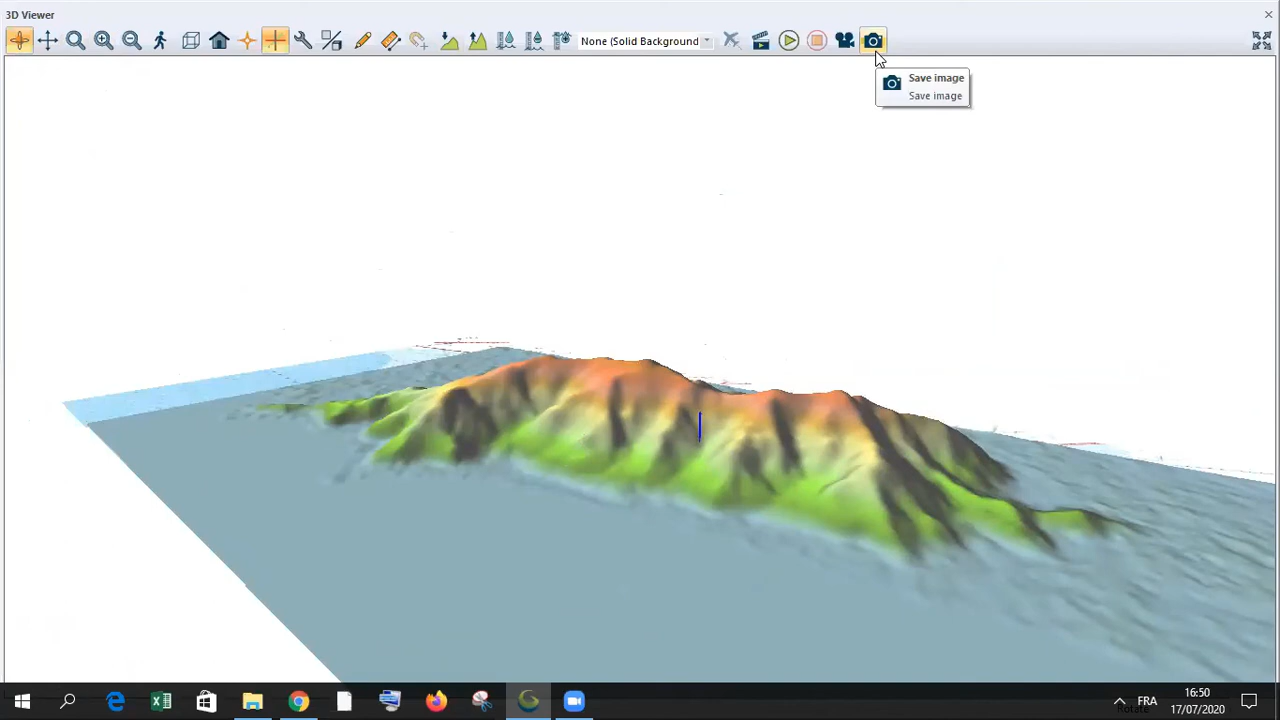 3D Viewer
None (Solid Background
Save image
Save image
FRA
16:50
17/07/2020